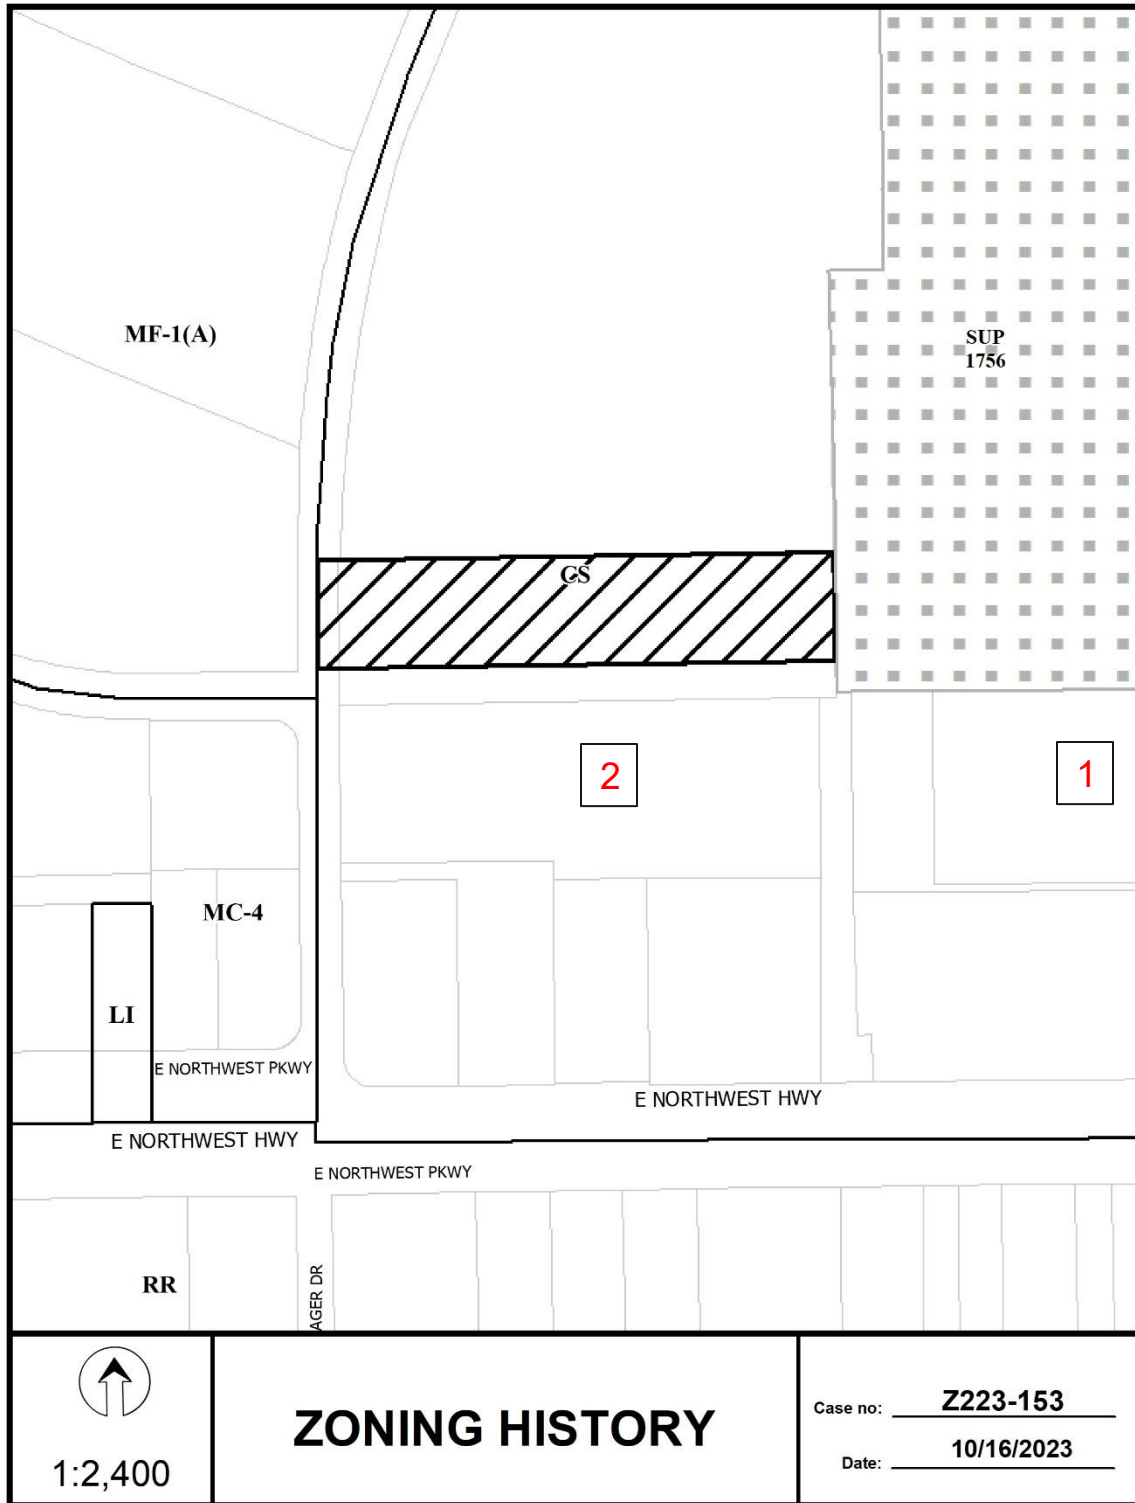 MF-1(A)
SUP
1756
CS
2
1
MC-4
LI
E NORTHWEST PKWY
E NORTHWEST HWY
E NORTHWEST HWY
E NORTHWEST PKWY
RR
AGER DR
1:2,400
ZONING HISTORY
Case no: Z223-153
Date: 10/16/2023